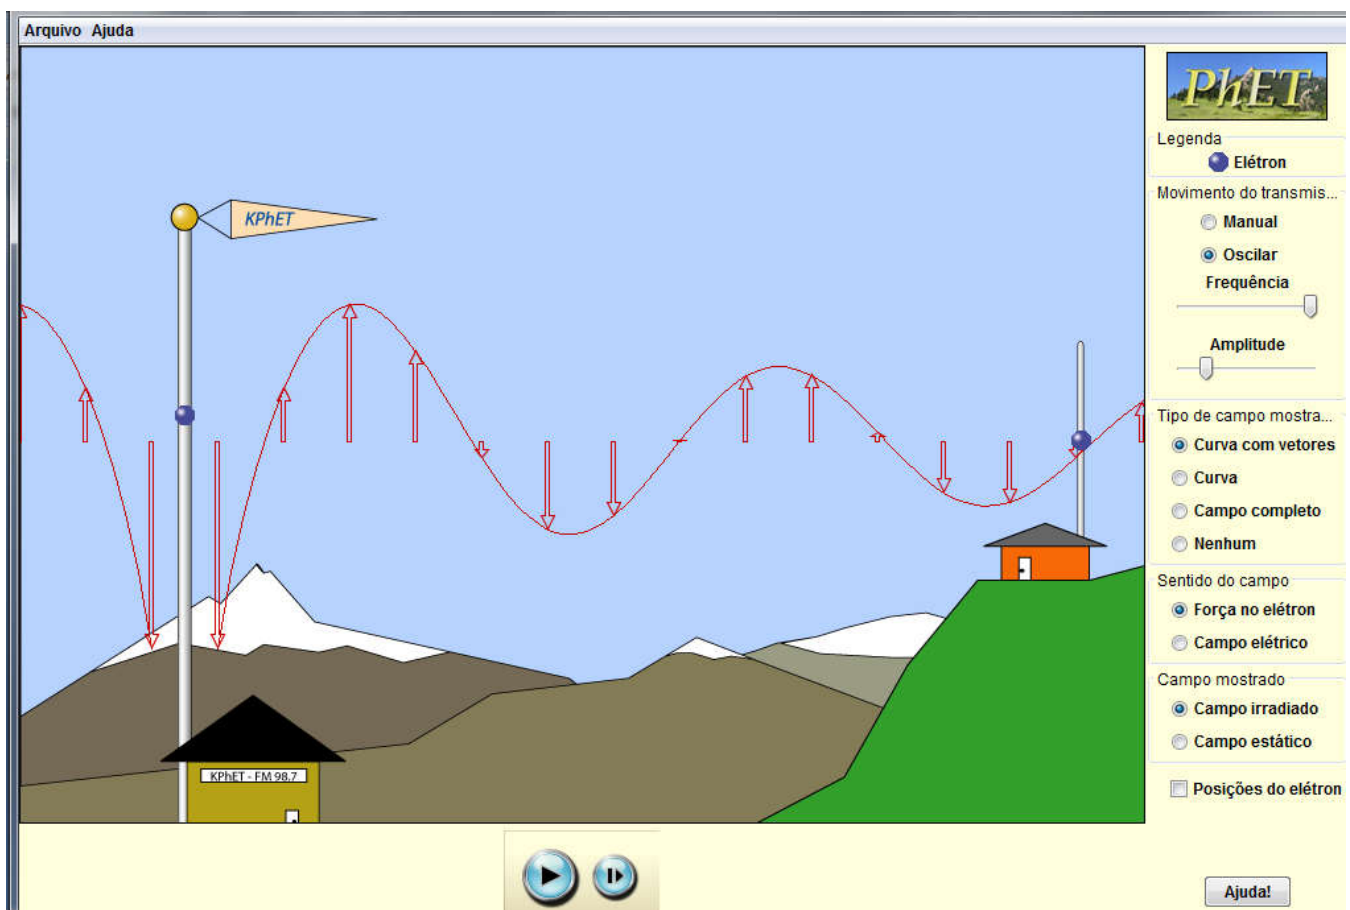 Arquivo Ajuda
PhET
Legenda
Elétron
Movimento do transmis...
Manual
Oscilar
Frequência
Amplitude
Tipo de campo mostra...
Curva com vetores
Curva
Campo completo
Nenhum
Sentido do campo
Força no elétron
Campo elétrico
Campo mostrado
Campo irradiado
Campo estático
Posições do elétron
Ajuda!
KPhET
KPhET - FM 98.7